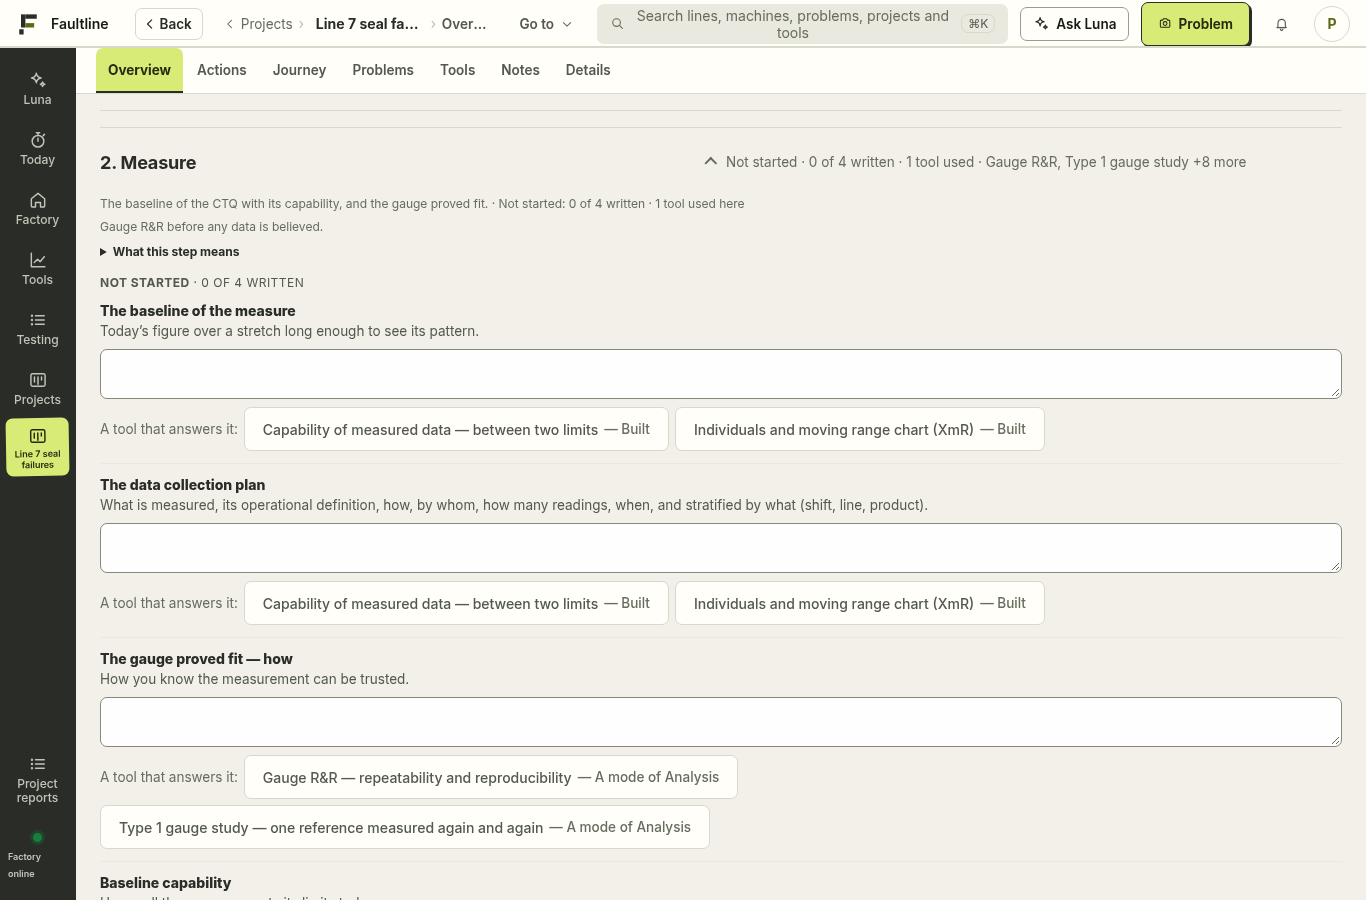 Faultline
Back
Projects
Line 7 seal fa...
Over...
Go to
Search lines, machines, problems, projects and tools
⌘K
Ask Luna
Problem
P
Luna
Today
Factory
Tools
Testing
Projects
Line 7 seal failures
Project reports
Factory online
Overview
Actions
Journey
Problems
Tools
Notes
Details
2. Measure
Not started · 0 of 4 written · 1 tool used · Gauge R&R, Type 1 gauge study +8 more
The baseline of the CTQ with its capability, and the gauge proved fit. · Not started: 0 of 4 written · 1 tool used here
Gauge R&R before any data is believed.
What this step means
NOT STARTED · 0 OF 4 WRITTEN
The baseline of the measure
Today's figure over a stretch long enough to see its pattern.
A tool that answers it:
Capability of measured data — between two limits — Built
Individuals and moving range chart (XmR) — Built
The data collection plan
What is measured, its operational definition, how, by whom, how many readings, when, and stratified by what (shift, line, product).
A tool that answers it:
Capability of measured data — between two limits — Built
Individuals and moving range chart (XmR) — Built
The gauge proved fit — how
How you know the measurement can be trusted.
A tool that answers it:
Gauge R&R — repeatability and reproducibility — A mode of Analysis
Type 1 gauge study — one reference measured again and again — A mode of Analysis
Baseline capability